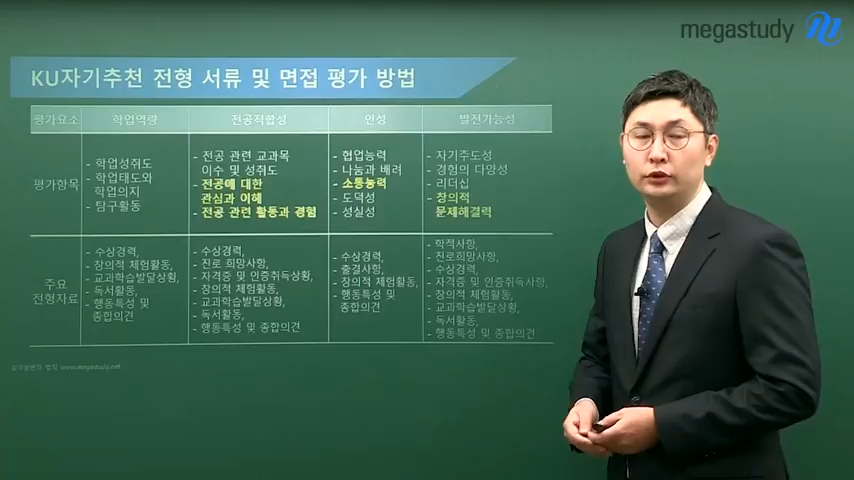 megastudy
KU자기추천 전형 서류 및 면접 평가 방법
평가요소
학업역량
전공적합성
인성
발전가능성
평가항목
- 학업성취도
- 학업태도와
학업의지
- 탐구활동
- 전공 관련 교과목
이수 및 성취도
- 전공에 대한
관심과 이해
- 전공 관련 활동과 경험
- 협업능력
- 나눔과 배려
- 소통능력
- 도덕성
- 성실성
- 자기주도성
- 경험의 다양성
- 리더십
- 창의적
문제해결력
주요
전형자료
- 수상경력,
- 창의적 체험활동,
- 교과학습발달상황,
- 독서활동,
- 행동특성 및
종합의견
- 수상경력,
- 진로 희망사항,
- 자격증 및 인증취득상황,
- 창의적 체험활동,
- 교과학습발달상황,
- 독서활동,
- 행동특성 및 종합의견
- 수상경력,
- 출결사항,
- 창의적 체험활동,
- 행동특성 및
종합의견
- 학적사항,
- 진로희망사항,
- 수상경력,
- 자격증 및 인증취득사항,
- 창의적 체험활동,
- 교과학습발달상황,
- 독서활동,
- 행동특성 및 종합의견
www.megastudy.net